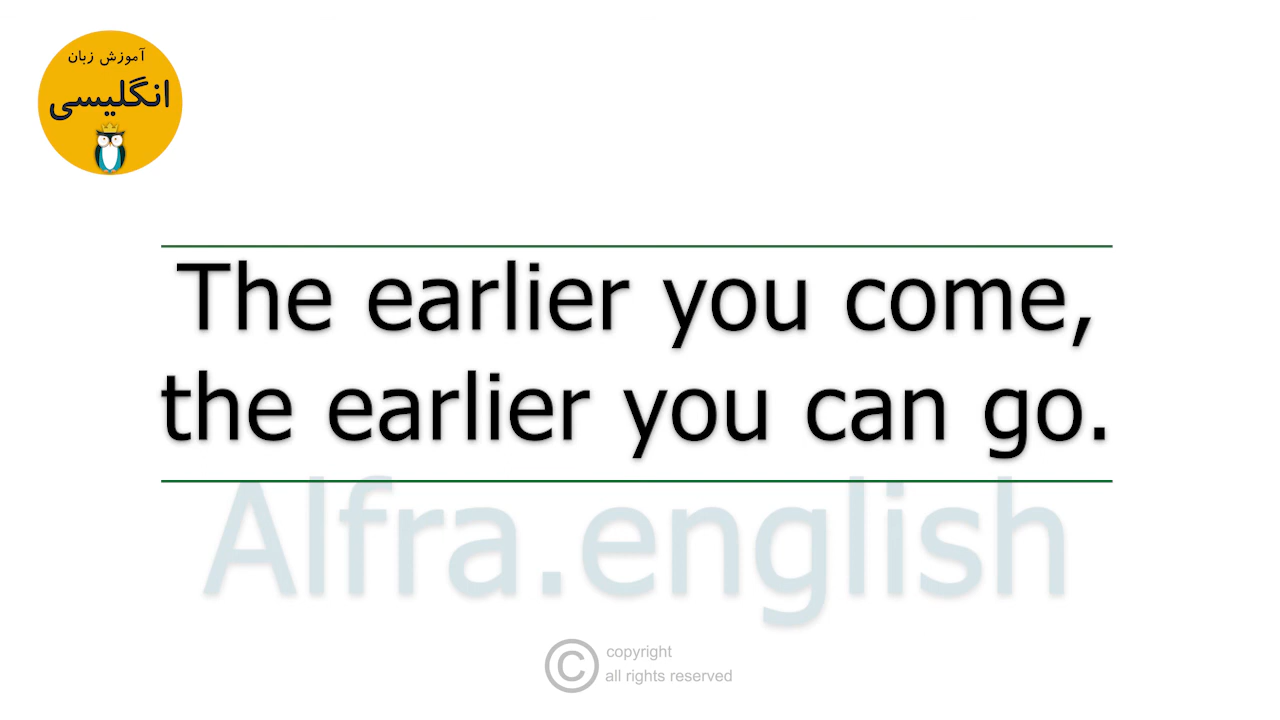 آموزش زبان
انگلیسی
The earlier you come,
the earlier you can go.
Alfra.english
© copyright
all rights reserved